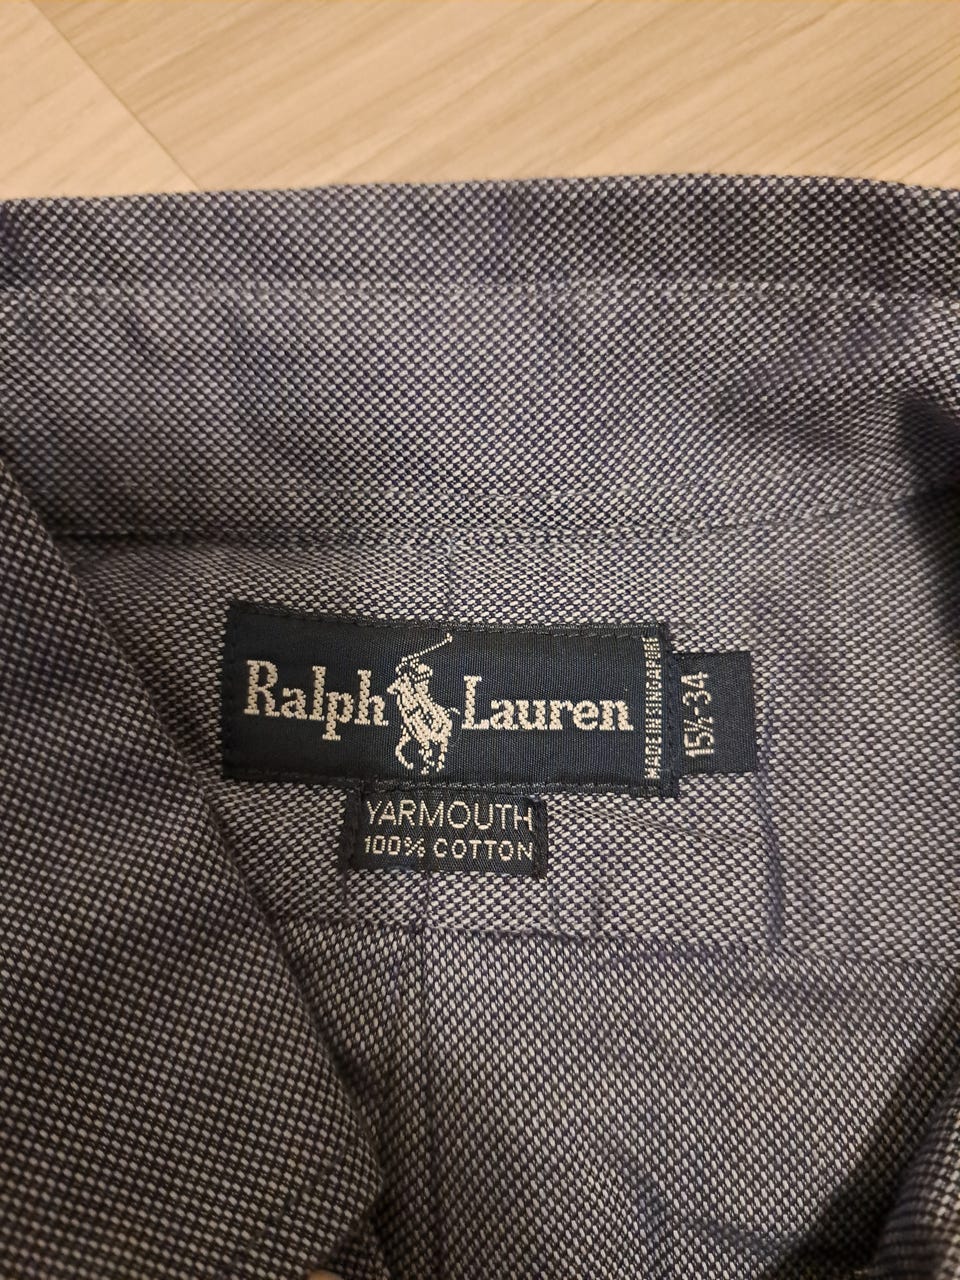 Ralph Lauren
MADE IN SINGAPORE
15½-34
YARMOUTH
100% COTTON